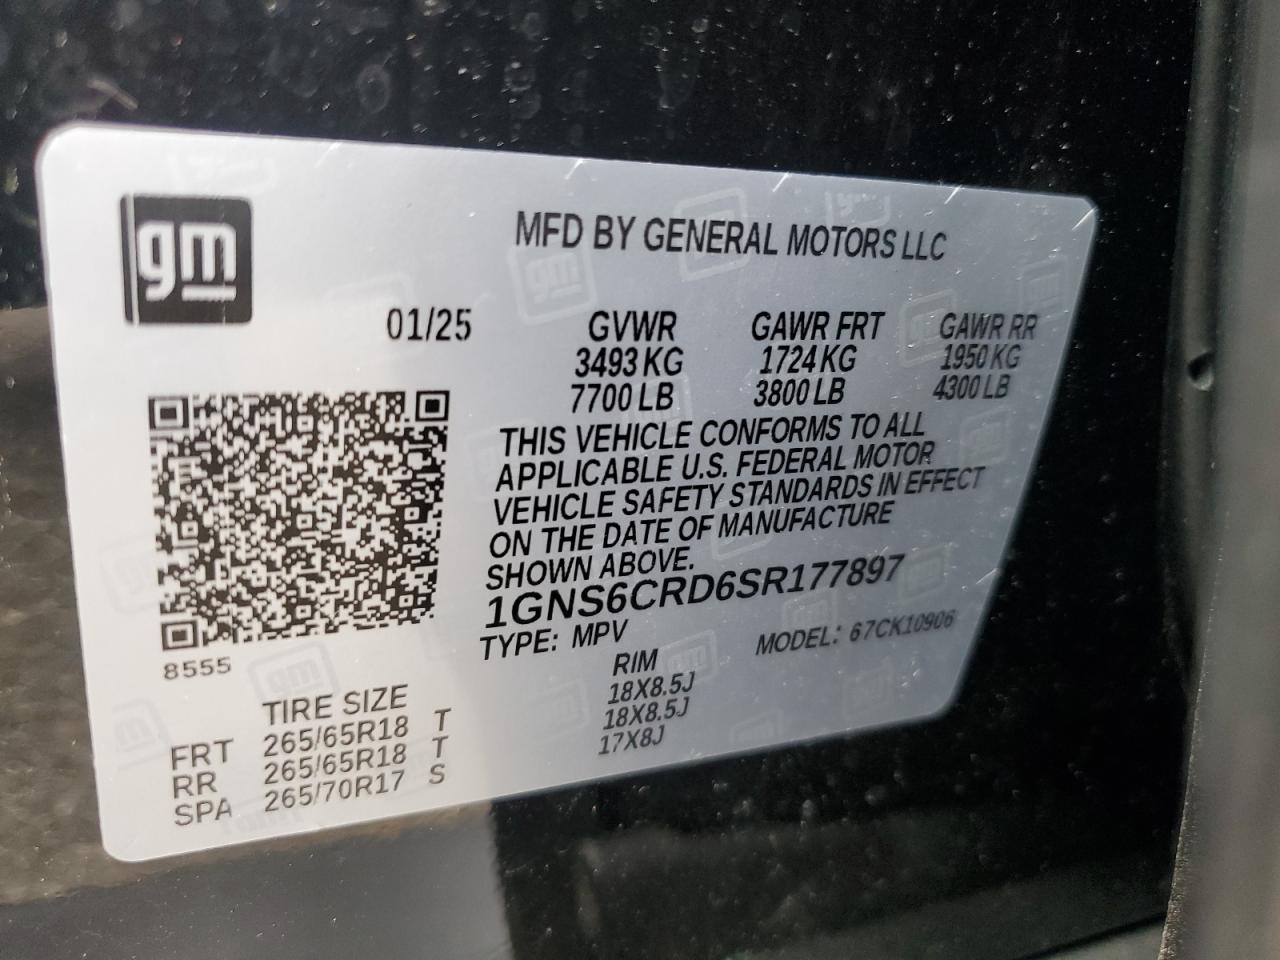 gm
MFD BY GENERAL MOTORS LLC
01/25 GVWR GAWR FRT GAWR RR
3493 KG 1724 KG 1950 KG
7700 LB 3800 LB 4300 LB
THIS VEHICLE CONFORMS TO ALL
APPLICABLE U.S. FEDERAL MOTOR
VEHICLE SAFETY STANDARDS IN EFFECT
ON THE DATE OF MANUFACTURE
SHOWN ABOVE.
1GNS6CRD6SR177897
TYPE: MPV MODEL: 67CK10906
8555
TIRE SIZE RIM
FRT 265/65R18 T 18X8.5J
RR 265/65R18 T 18X8.5J
SPA 265/70R17 S 17X8J